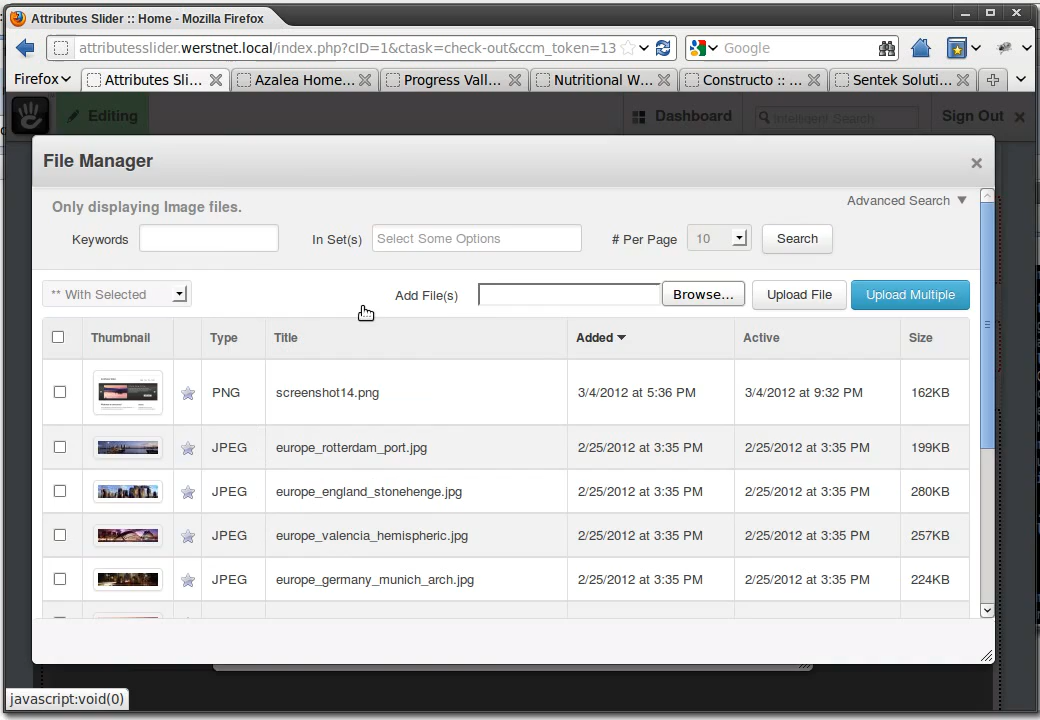 Attributes Slider :: Home - Mozilla Firefox
attributesslider.werstnet.local/index.php?cID=1&ctask=check-out&ccm_token=13
Google
Firefox
Attributes Sli...
Azalea Home...
Progress Vall...
Nutritional W...
Constructo :: ...
Sentek Soluti...
Editing
Dashboard
Intelligent Search
Sign Out
File Manager
Only displaying Image files.
Advanced Search
Keywords
In Set(s)
Select Some Options
# Per Page
10
Search
** With Selected
Add File(s)
Browse...
Upload File
Upload Multiple
Thumbnail Type Title Added Active Size
PNG screenshot14.png 3/4/2012 at 5:36 PM 3/4/2012 at 9:32 PM 162KB
JPEG europe_rotterdam_port.jpg 2/25/2012 at 3:35 PM 2/25/2012 at 3:35 PM 199KB
JPEG europe_england_stonehenge.jpg 2/25/2012 at 3:35 PM 2/25/2012 at 3:35 PM 280KB
JPEG europe_valencia_hemispheric.jpg 2/25/2012 at 3:35 PM 2/25/2012 at 3:35 PM 257KB
JPEG europe_germany_munich_arch.jpg 2/25/2012 at 3:35 PM 2/25/2012 at 3:35 PM 224KB
javascript:void(0)